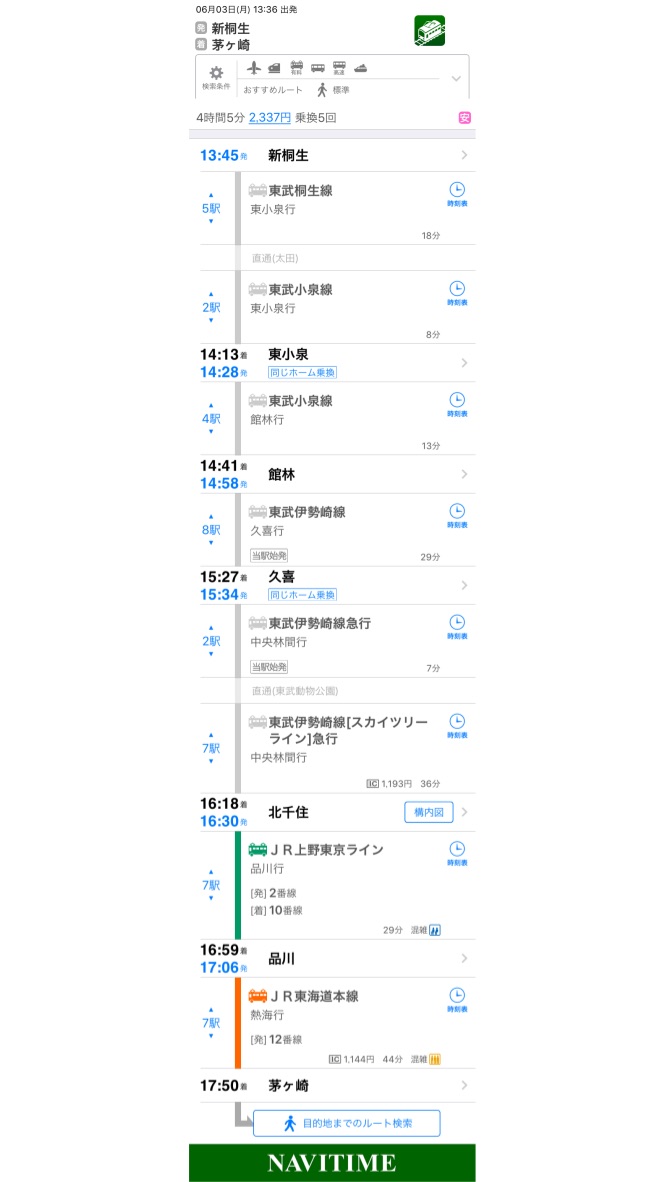 06月03日(月) 13:36 出発
発 新桐生
着 茅ヶ崎
検索条件
有料
高速
おすすめルート 標準
4時間5分 2,337円 乗換5回 安
13:45発 新桐生
5駅
東武桐生線
東小泉行
時刻表
18分
直通(太田)
2駅
東武小泉線
東小泉行
時刻表
8分
14:13着 東小泉
14:28発 同じホーム乗換
4駅
東武小泉線
館林行
時刻表
13分
14:41着 館林
14:58発
8駅
東武伊勢崎線
久喜行
時刻表
当駅始発 29分
15:27着 久喜
15:34発 同じホーム乗換
2駅
東武伊勢崎線急行
中央林間行
時刻表
当駅始発 7分
直通(東武動物公園)
7駅
東武伊勢崎線[スカイツリー
ライン]急行
中央林間行
時刻表
IC 1,193円 36分
16:18着 北千住 構内図
16:30発
7駅
JR上野東京ライン
品川行
時刻表
[発] 2番線
[着] 10番線
29分 混雑
16:59着 品川
17:06発
7駅
JR東海道本線
熱海行
時刻表
[発] 12番線
IC 1,144円 44分 混雑
17:50着 茅ヶ崎
目的地までのルート検索
NAVITIME